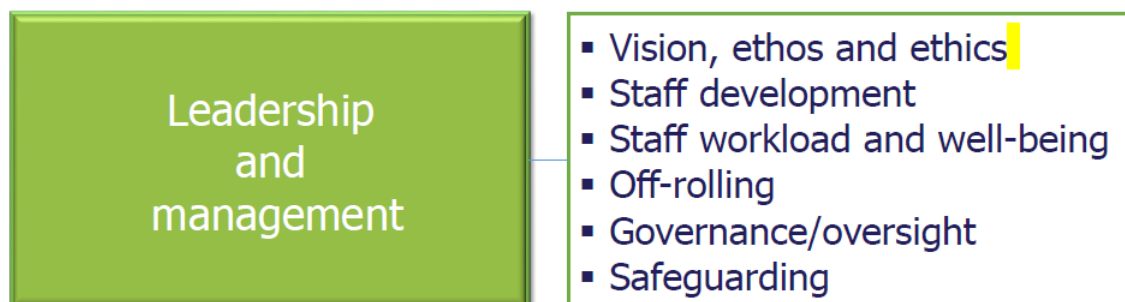 Leadership
and
management
▪ Vision, ethos and ethics
▪ Staff development
▪ Staff workload and well-being
▪ Off-rolling
▪ Governance/oversight
▪ Safeguarding